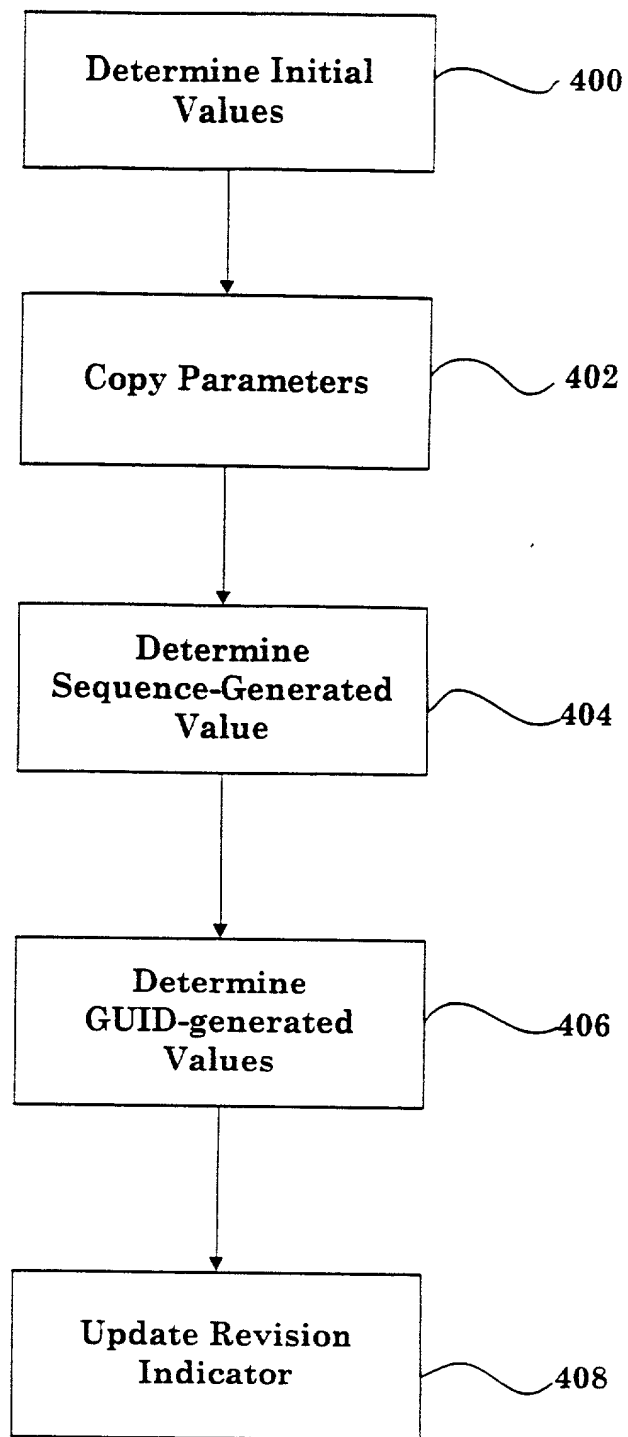 Determine Initial
Values
400
Copy Parameters
402
Determine
Sequence-Generated
Value
404
Determine
GUID-generated
Values
406
Update Revision
Indicator
408